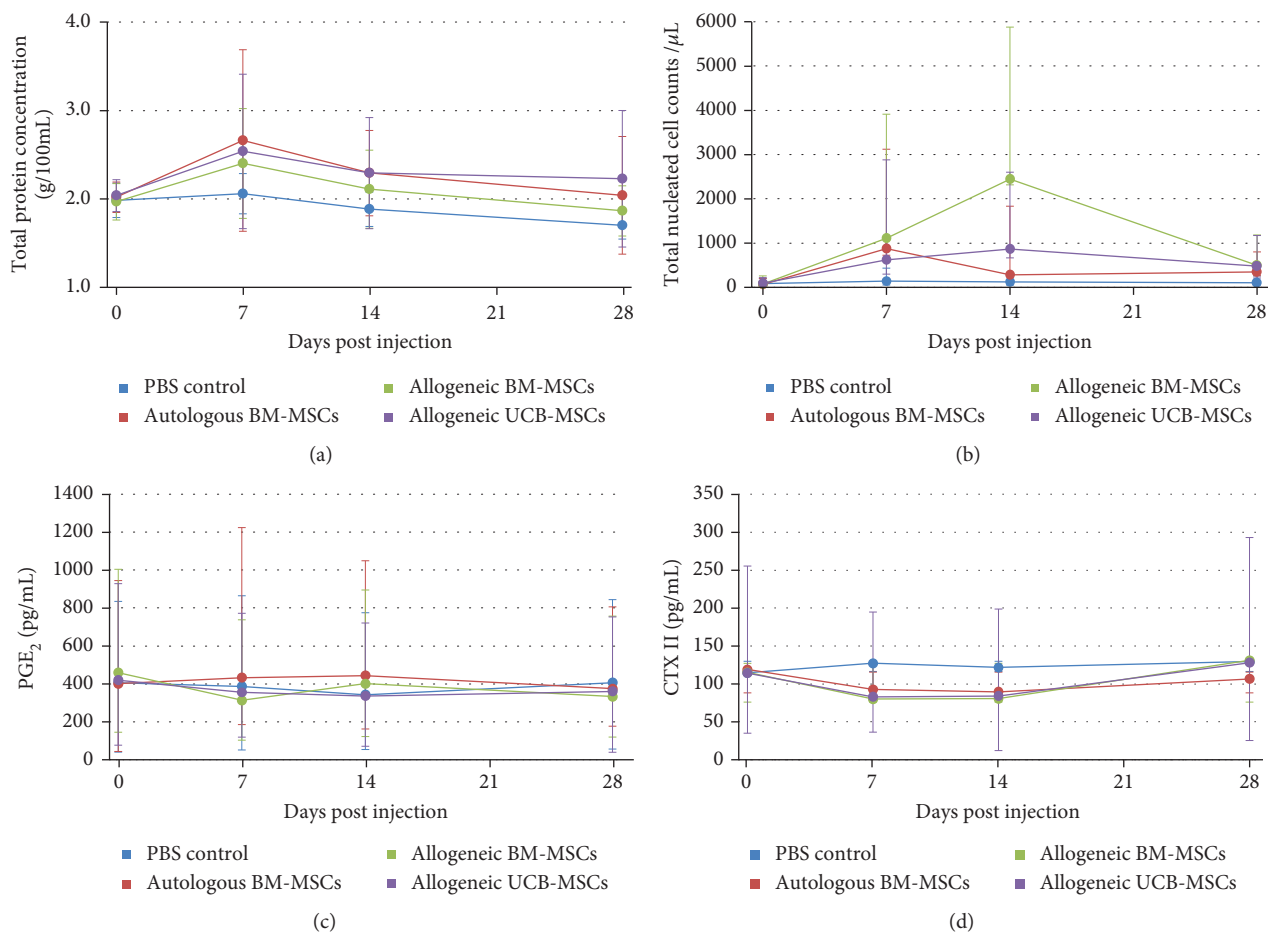 Total protein concentration
(g/100mL)
4.0
3.0
2.0
1.0
0 7 14 21 28
Days post injection
PBS control
Autologous BM-MSCs
Allogeneic BM-MSCs
Allogeneic UCB-MSCs
(a)
Total nucleated cell counts /μL
6000
5000
4000
3000
2000
1000
0
0 7 14 21 28
Days post injection
PBS control
Autologous BM-MSCs
Allogeneic BM-MSCs
Allogeneic UCB-MSCs
(b)
PGE₂ (pg/mL)
1400
1200
1000
800
600
400
200
0
0 7 14 21 28
Days post injection
PBS control
Autologous BM-MSCs
Allogeneic BM-MSCs
Allogeneic UCB-MSCs
(c)
CTX II (pg/mL)
350
300
250
200
150
100
50
0
0 7 14 21 28
Days post injection
PBS control
Autologous BM-MSCs
Allogeneic BM-MSCs
Allogeneic UCB-MSCs
(d)